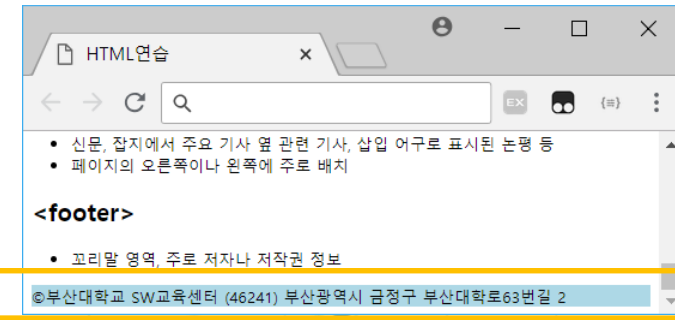 HTML연습
EX
{≡}
신문, 잡지에서 주요 기사 옆 관련 기사, 삽입 어구로 표시된 논평 등
페이지의 오른쪽이나 왼쪽에 주로 배치
<footer>
꼬리말 영역, 주로 저자나 저작권 정보
©부산대학교 SW교육센터 (46241) 부산광역시 금정구 부산대학로63번길 2